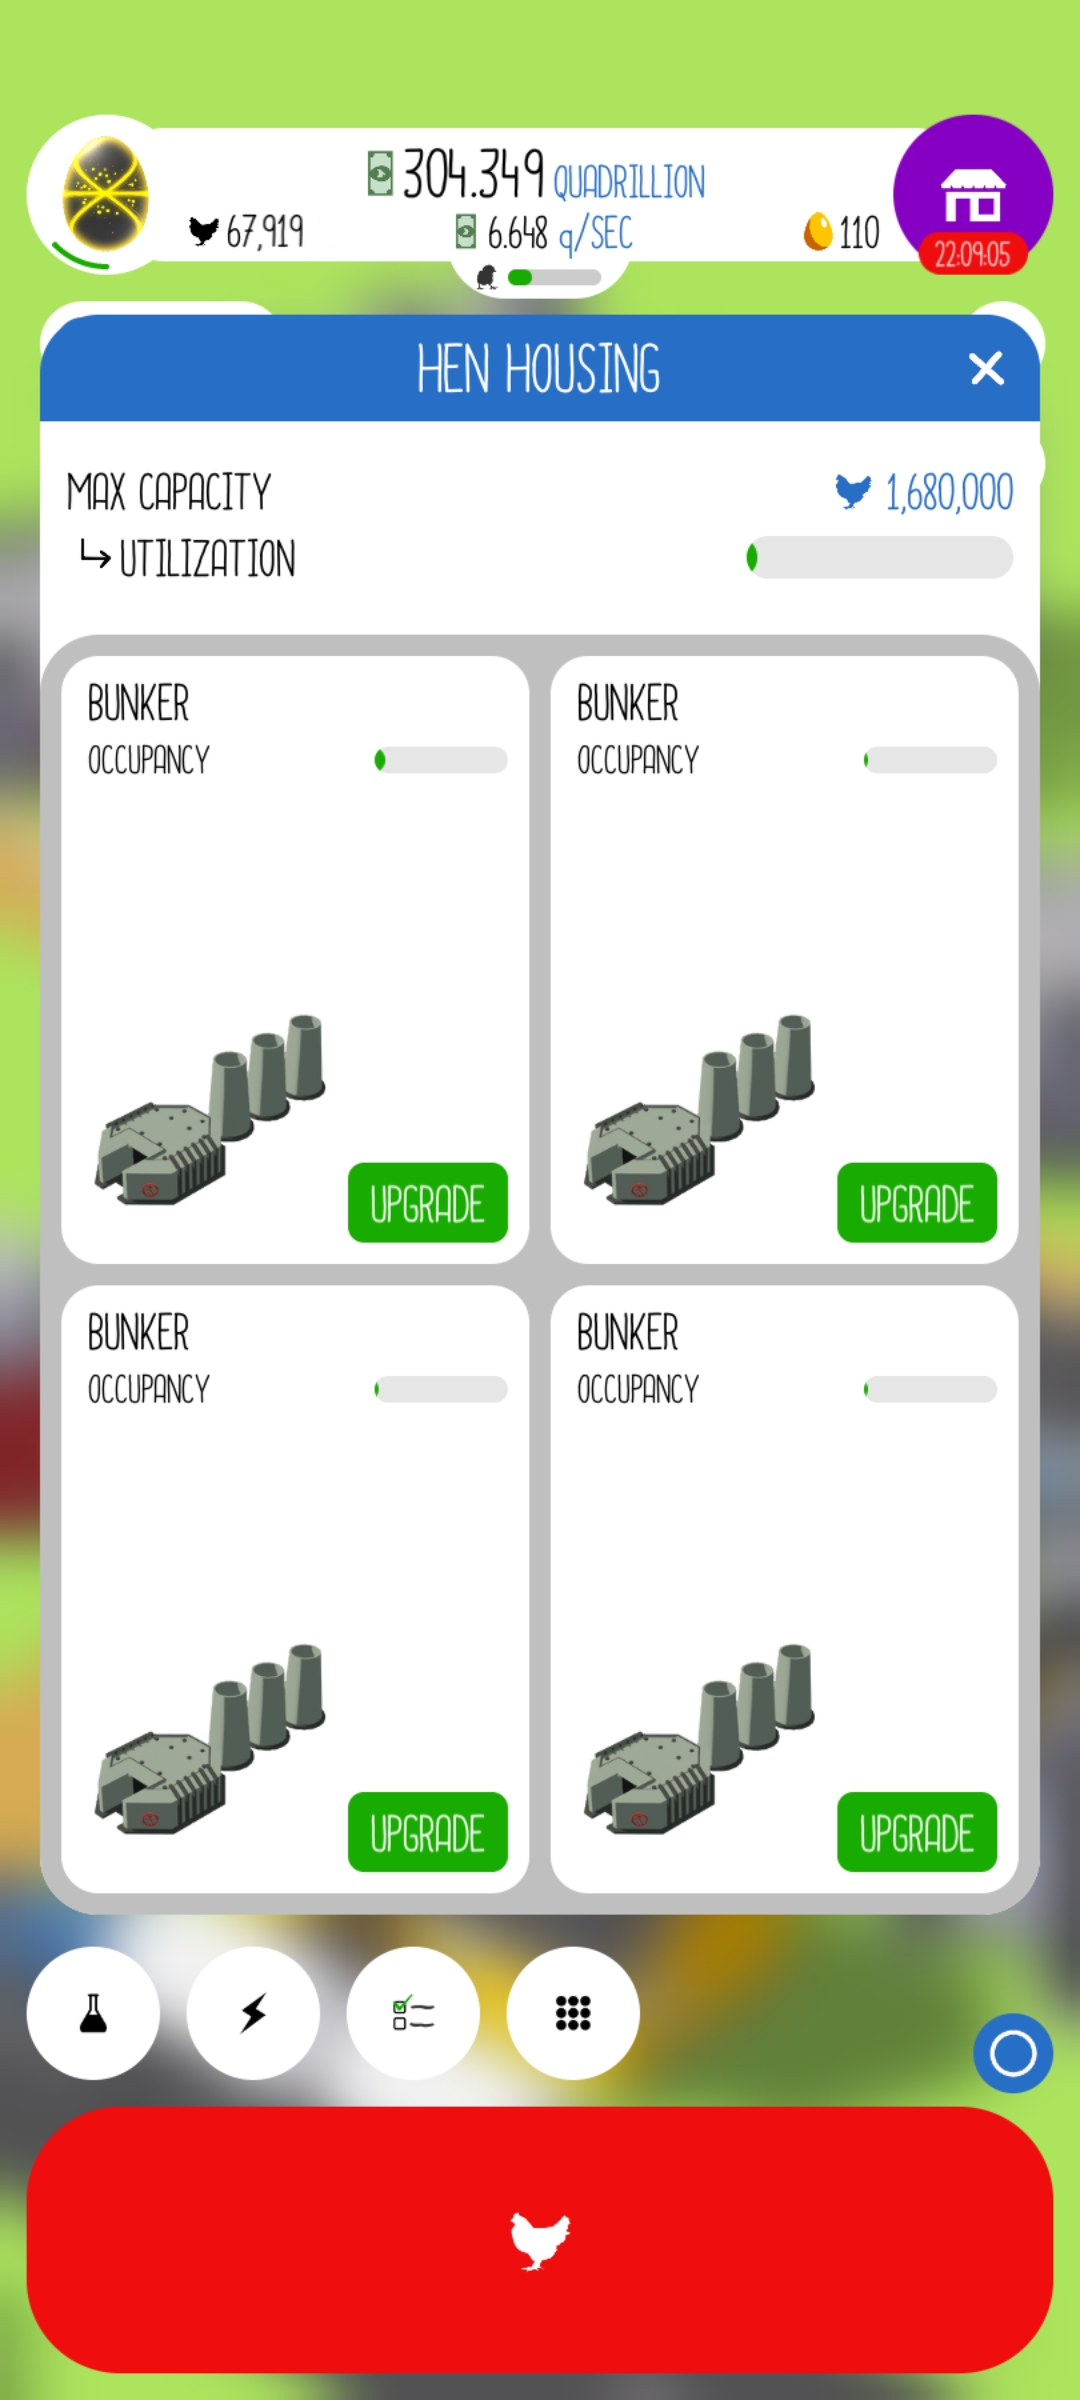 304.349 QUADRILLION
67,919 6.648 q/SEC 110
22:09:05
HEN HOUSING
MAX CAPACITY 1,680,000
UTILIZATION
BUNKER
OCCUPANCY
UPGRADE
BUNKER
OCCUPANCY
UPGRADE
BUNKER
OCCUPANCY
UPGRADE
BUNKER
OCCUPANCY
UPGRADE